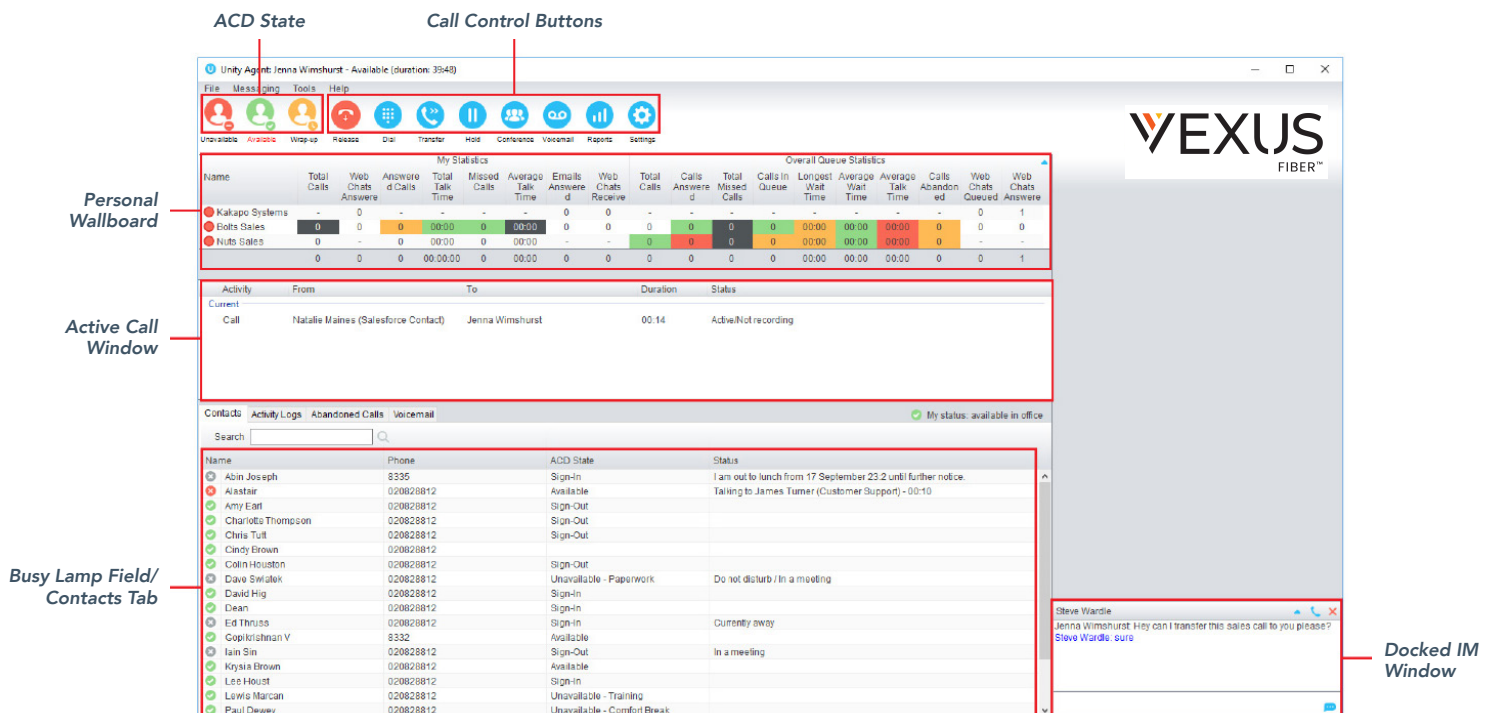 ACD State
Call Control Buttons
Unity Agent: Jenna Wimshurst - Available (duration: 39:48)
File Messaging Tools Help
Unavailable Available Wrap-up Release Dial Transfer Hold Conference Voicemail Reports Settings
VEXUS
FIBER™
My Statistics Overall Queue Statistics
Name Total Calls Web Chats Answere Answere d Calls Total Talk Time Missed Calls Average Talk Time Emails Answere d Web Chats Receive Total Calls Calls Answere d Total Missed Calls Calls In Queue Longest Wait Time Average Wait Time Average Talk Time Calls Abandon ed Web Chats Queued Web Chats Answere
Kakapo Systems - 0 - - - - 0 0 - - - - - - - - 0 1
Bolts Sales 0 0 0 00:00 0 00:00 0 0 0 0 0 0 00:00 00:00 00:00 0 0 0
Nuts Sales 0 - 0 00:00 0 00:00 - - 0 0 0 0 00:00 00:00 00:00 0 - -
0 0 0 00:00:00 0 00:00 0 0 0 0 0 0 00:00 00:00 00:00 0 0 1
Personal
Wallboard
Activity From To Duration Status
Current
Call Natalie Maines (Salesforce Contact) Jenna Wimshurst 00:14 Active/Not recording
Active Call
Window
Contacts Activity Logs Abandoned Calls Voicemail My status: available in office
Search
Name Phone ACD State Status
Abin Joseph 8335 Sign-In I am out to lunch from 17 September 23:2 until further notice.
Alastair 020828812 Available Talking to James Turner (Customer Support) - 00:10
Amy Earl 020828812 Sign-Out
Charlotte Thompson 020828812 Sign-Out
Chris Tutt 020828812 Sign-Out
Cindy Brown 020828812
Colin Houston 020828812 Sign-Out
Dave Swiatek 020828812 Unavailable - Paperwork Do not disturb / In a meeting
David Hig 020828812 Sign-In
Dean 020828812 Sign-In
Ed Thruss 020828812 Sign-In Currently away
Gopikrishnan V 8332 Available
Iain Sin 020828812 Sign-Out In a meeting
Krysia Brown 020828812 Available
Lee Houst 020828812 Sign-In
Lewis Marcan 020828812 Unavailable - Training
Paul Dewey 020828812 Unavailable - Comfort Break
Busy Lamp Field/
Contacts Tab
Steve Wardle
Jenna Wimshurst: Hey can I transfer this sales call to you please?
Steve Wardle: sure
Docked IM
Window